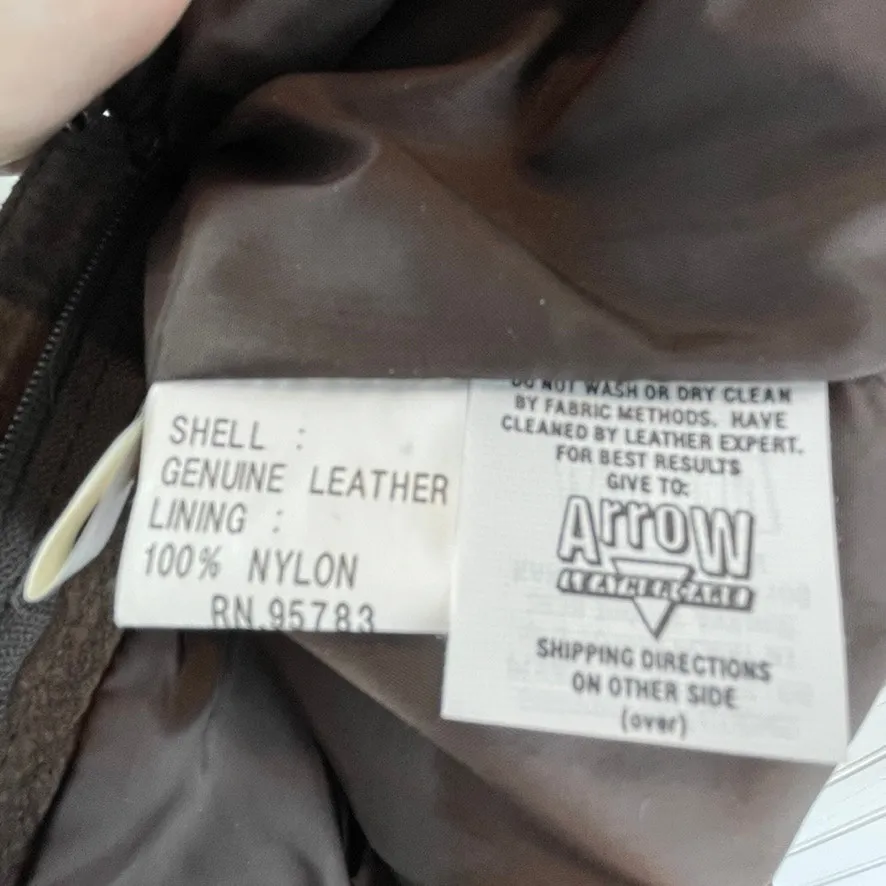 SHELL :
GENUINE LEATHER
LINING :
100% NYLON
RN.95783
DO NOT WASH OR DRY CLEAN
BY FABRIC METHODS. HAVE
CLEANED BY LEATHER EXPERT.
FOR BEST RESULTS
GIVE TO:
ArroW
LEATHERCARE
SHIPPING DIRECTIONS
ON OTHER SIDE
(over)